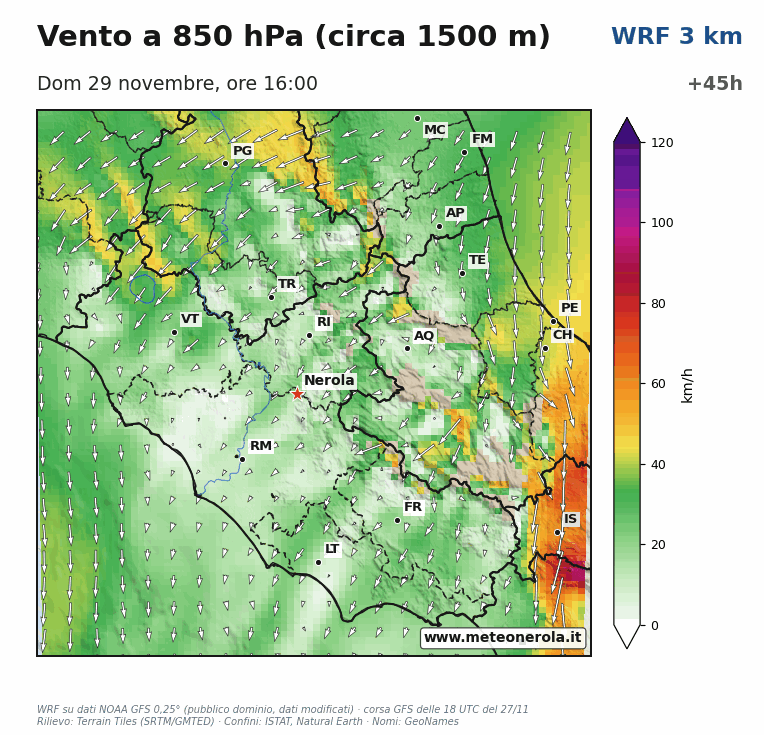 Vento a 850 hPa (circa 1500 m)
WRF 3 km
Dom 29 novembre, ore 16:00
+45h
MC
FM
PG
AP
TE
TR
PE
VT
RI
AQ
CH
Nerola
RM
FR
IS
LT
www.meteonerola.it
120
100
80
60
40
20
0
km/h
WRF su dati NOAA GFS 0,25° (pubblico dominio, dati modificati) · corsa GFS delle 18 UTC del 27/11
Rilievo: Terrain Tiles (SRTM/GMTED) · Confini: ISTAT, Natural Earth · Nomi: GeoNames